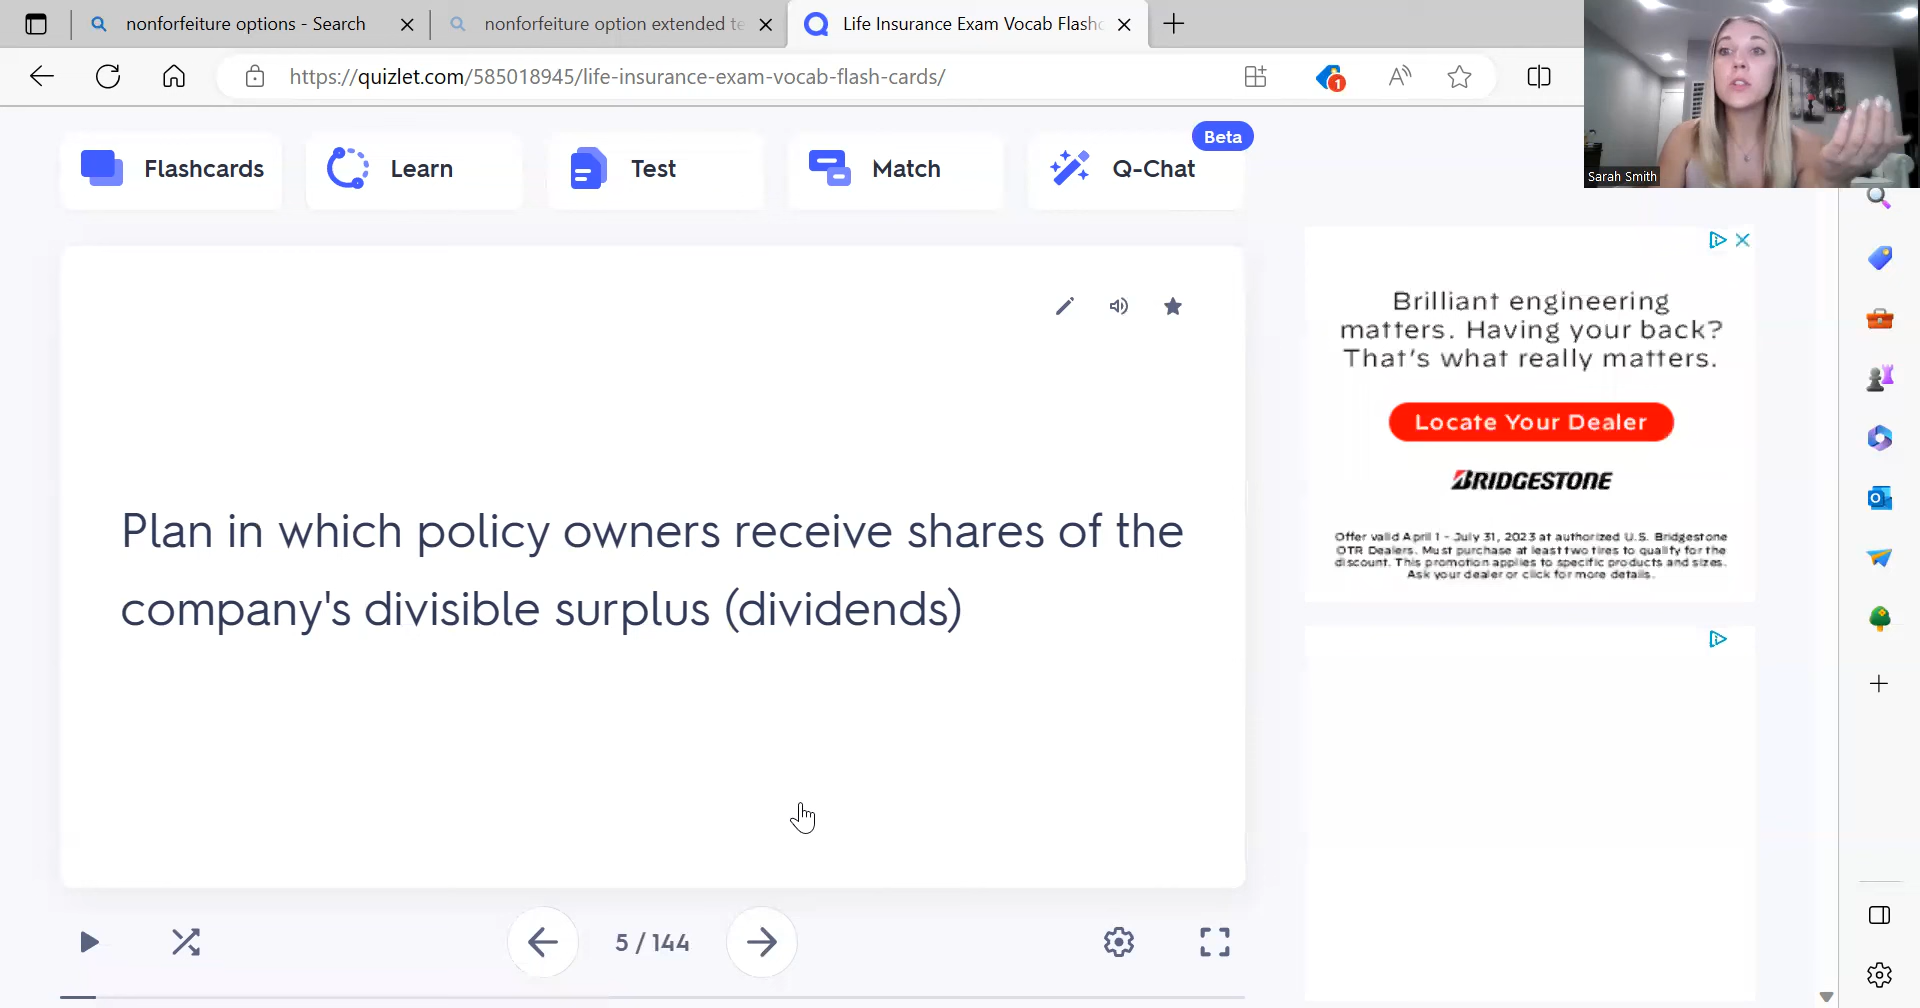 nonforfeiture options - Search
nonforfeiture option extended te
Life Insurance Exam Vocab Flashc
https://quizlet.com/585018945/life-insurance-exam-vocab-flash-cards/
1
A
Sarah Smith
Flashcards
Learn
Test
Match
Q-Chat
Beta
Plan in which policy owners receive shares of the
company's divisible surplus (dividends)
5 / 144
Brilliant engineering
matters. Having your back?
That's what really matters.
Locate Your Dealer
BRIDGESTONE
Offer valid April 1 - July 31, 2023 at authorized U.S. Bridgestone
OTR Dealers. Must purchase at least two tires to qualify for the
discount. This promotion applies to specific products and sizes.
Ask your dealer or click for more details.